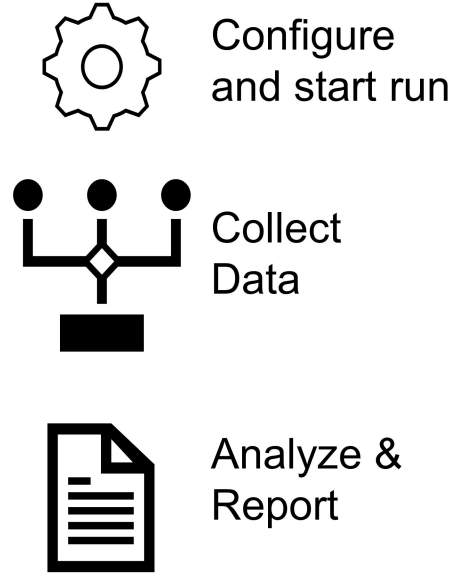 Configure
and start run
Collect
Data
Analyze &
Report